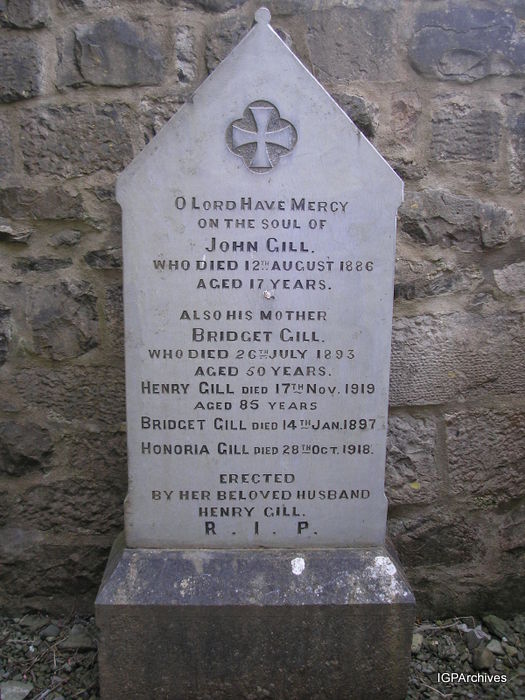 O LORD HAVE MERCY
ON THE SOUL OF
JOHN GILL.
WHO DIED 12TH AUGUST 1886
AGED 17 YEARS.
ALSO HIS MOTHER
BRIDGET GILL.
WHO DIED 26TH JULY 1893
AGED 50 YEARS.
HENRY GILL DIED 17TH NOV. 1919
AGED 85 YEARS
BRIDGET GILL DIED 14TH JAN. 1897
HONORIA GILL DIED 28TH OCT. 1918.
ERECTED
BY HER BELOVED HUSBAND
HENRY GILL.
R. I. P.
IGPArchives